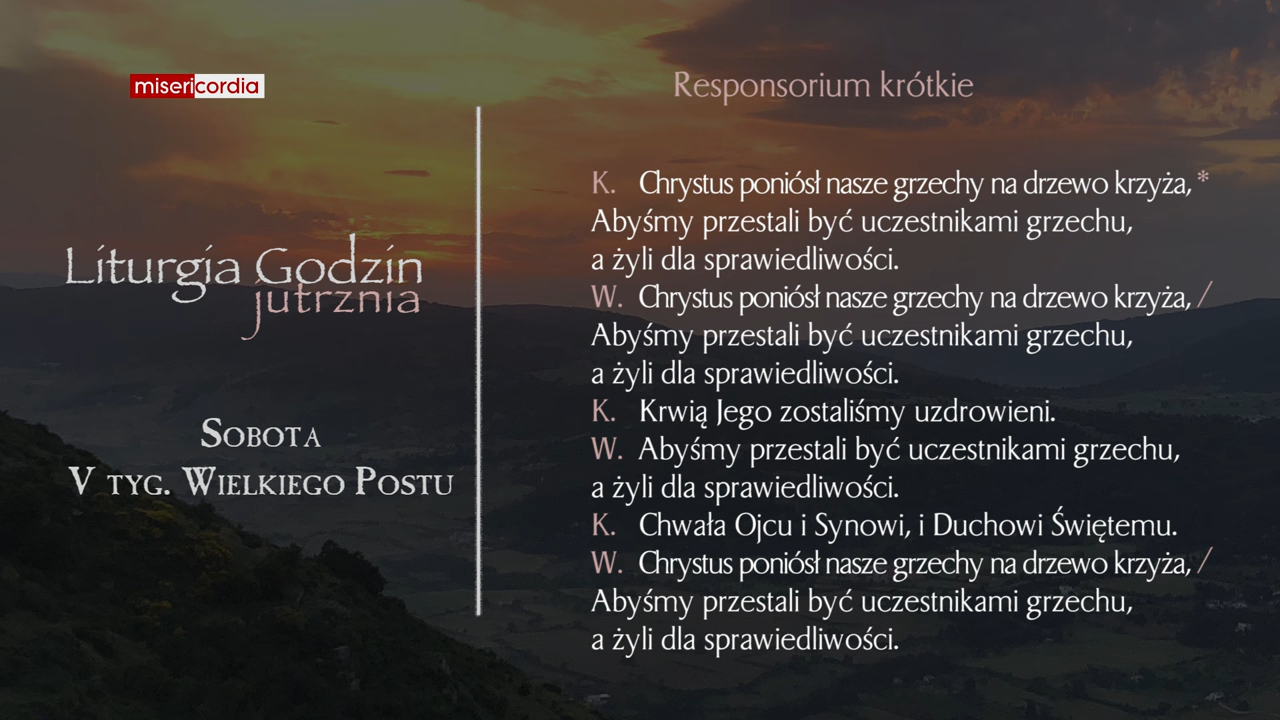 misericordia
Liturgia Godzin
jutrznia
Sobota
V tyg. Wielkiego Postu
Responsorium krótkie
K. Chrystus poniósł nasze grzechy na drzewo krzyża, *
Abyśmy przestali być uczestnikami grzechu,
a żyli dla sprawiedliwości.
W. Chrystus poniósł nasze grzechy na drzewo krzyża, /
Abyśmy przestali być uczestnikami grzechu,
a żyli dla sprawiedliwości.
K. Krwią Jego zostaliśmy uzdrowieni.
W. Abyśmy przestali być uczestnikami grzechu,
a żyli dla sprawiedliwości.
K. Chwała Ojcu i Synowi, i Duchowi Świętemu.
W. Chrystus poniósł nasze grzechy na drzewo krzyża, /
Abyśmy przestali być uczestnikami grzechu,
a żyli dla sprawiedliwości.